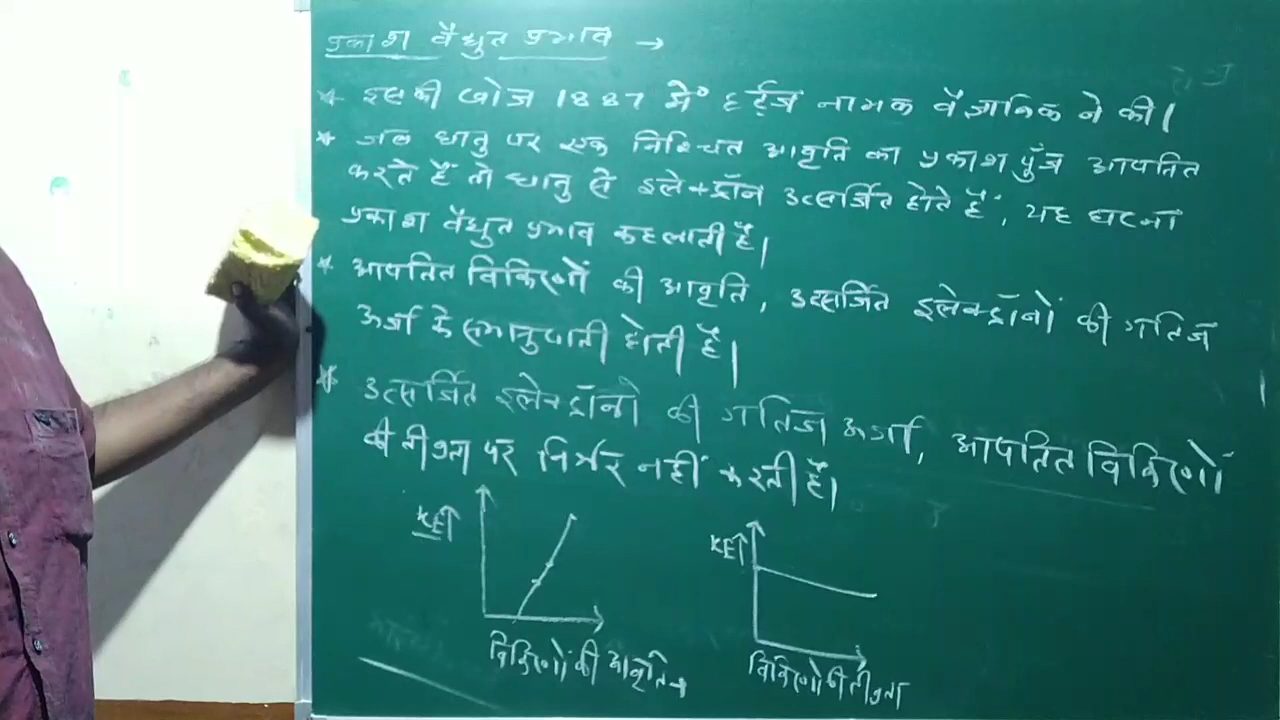 प्रकाश वैद्युत प्रभाव →
* इसकी खोज 1887 में हर्ट्ज नामक वैज्ञानिक ने की।
* जब धातु पर एक निश्चित आवृति का प्रकाश पुँज आपतित
करते हैं तो धातु से इलेक्ट्रॉन उत्सर्जित होते हैं, यह घटना
प्रकाश वैद्युत प्रभाव कहलाती है।
* आपतित विकिरणों की आवृति, उत्सर्जित इलेक्ट्रॉनों की गतिज
ऊर्जा के समानुपाती होती है।
* उत्सर्जित इलेक्ट्रॉनों की गतिज ऊर्जा, आपतित विकिरणों
की तीव्रता पर निर्भर नहीं करती है।
KE↑
KE↑
विकिरणों की आवृति→
विकिरणों की तीव्रता